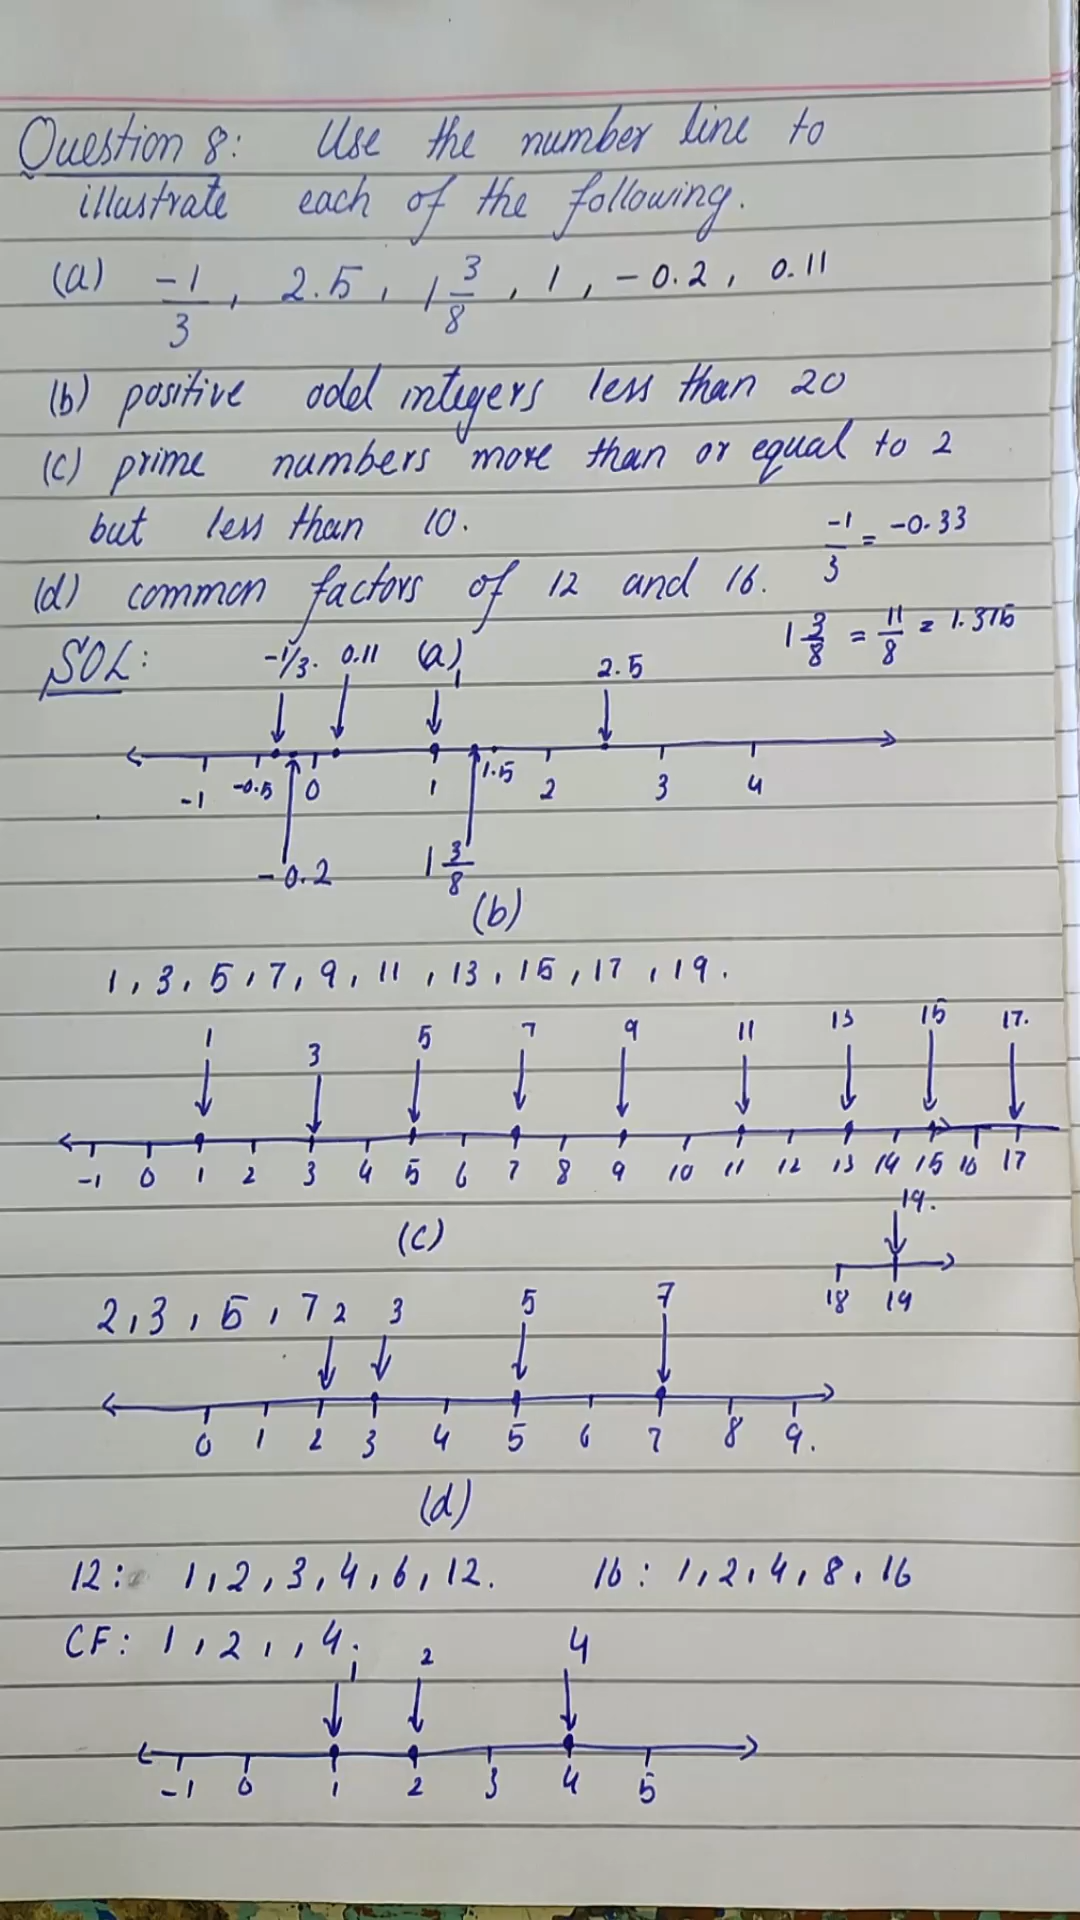 Question 8: Use the number line to
illustrate each of the following.
(a) -1/3, 2.5, 1 3/8, 1, -0.2, 0.11
(b) positive odd integers less than 20
(c) prime numbers more than or equal to 2
but less than 10.
-1/3 = -0.33
(d) common factors of 12 and 16.
1 3/8 = 11/8 = 1.375
SOL:
(a)
-1/3. 0.11 1 2.5
-1 -0.5 0 1 1.5 2 3 4
-0.2 1 3/8
(b)
1, 3, 5, 7, 9, 11, 13, 15, 17, 19.
1 3 5 7 9 11 13 15 17.
-1 0 1 2 3 4 5 6 7 8 9 10 11 12 13 14 15 16 17
19.
18 19
(c)
2, 3, 5, 7
2 3 5 7
0 1 2 3 4 5 6 7 8 9.
(d)
12: 1, 2, 3, 4, 6, 12. 16: 1, 2, 4, 8, 16
CF: 1, 2, , 4.
1 2 4
-1 0 1 2 3 4 5